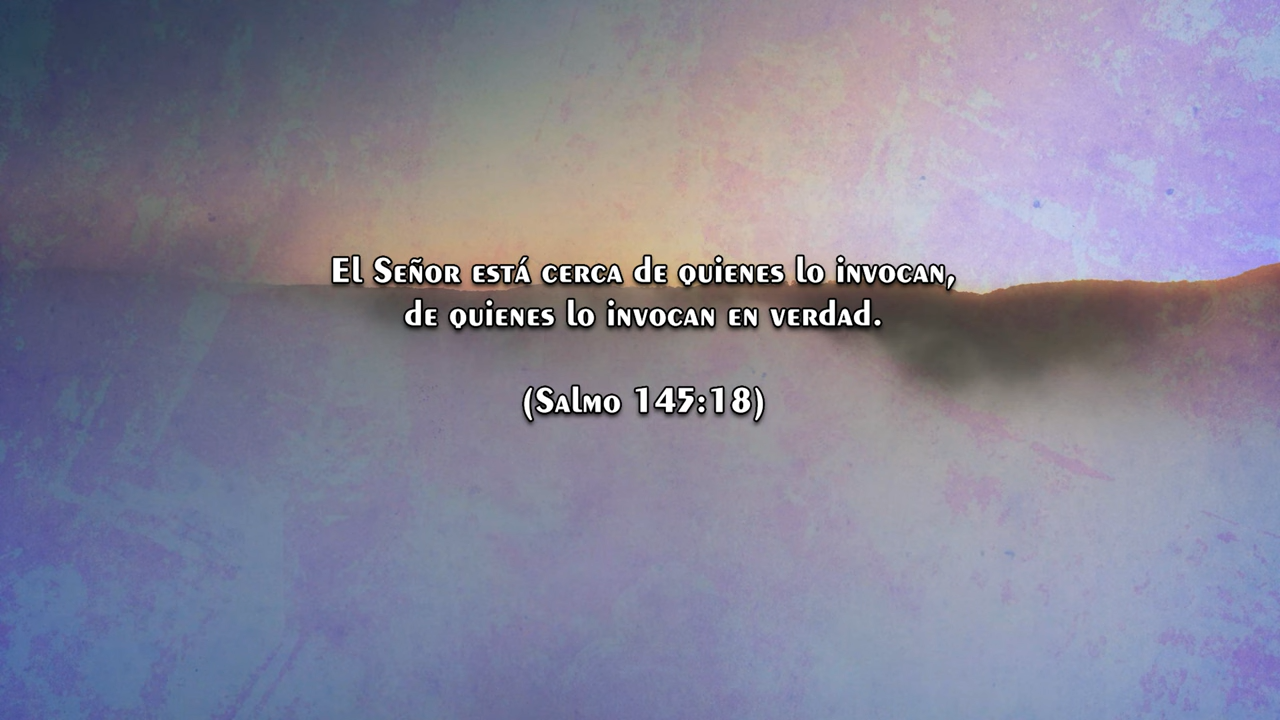 El Señor está cerca de quienes lo invocan,
de quienes lo invocan en verdad.
(Salmo 145:18)